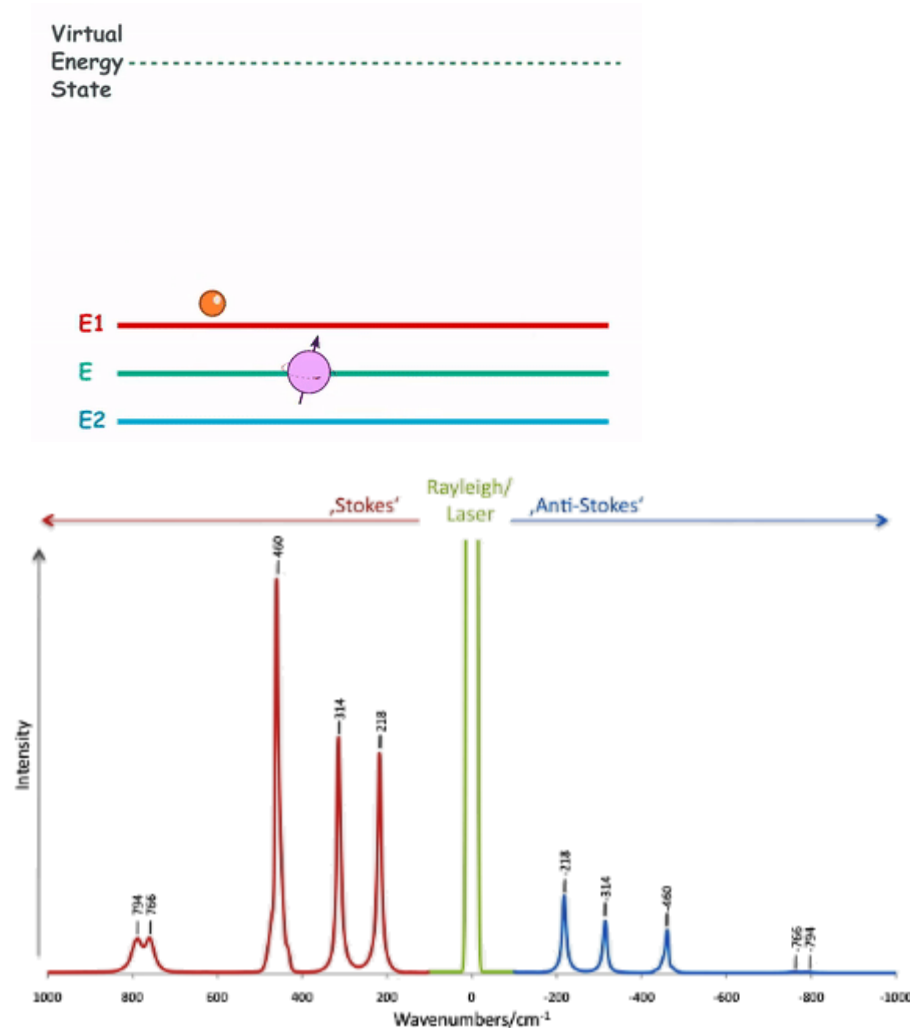 Virtual
Energy
State
E1
E
E2
Rayleigh/
Laser
‚Stokes‘
‚Anti-Stokes‘
Intensity
460
314
218
794
766
-218
-314
-460
-766
-794
1000 800 600 400 200 0 -200 -400 -600 -800 -1000
Wavenumbers/cm⁻¹